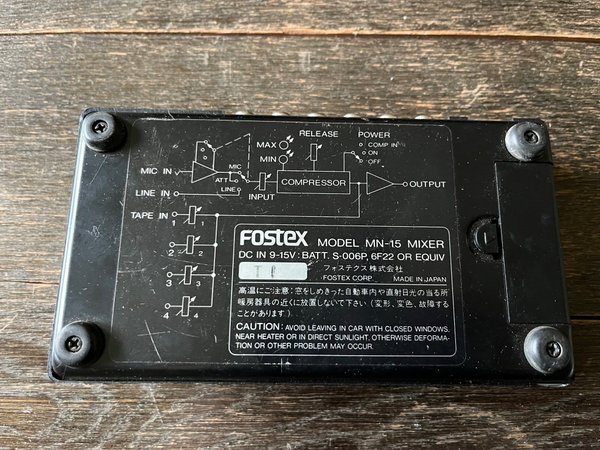 RELEASE
POWER
MAX
COMP IN
ON
OFF
MIN
MIC IN
MIC
ATT
LINE
LINE IN
INPUT
COMPRESSOR
OUTPUT
TAPE IN
1 1
2 2
3 3
4 4
FOSTEX MODEL MN-15 MIXER
DC IN 9-15V: BATT. S-006P, 6F22 OR EQUIV
フォステクス株式会社
FOSTEX CORP. MADE IN JAPAN
高温にご注意:窓をしめきった自動車内や直射日光の当る所
暖房器具の近くに放置しないで下さい(変形、変色、故障する
ことがあります)
CAUTION: AVOID LEAVING IN CAR WITH CLOSED WINDOWS.
NEAR HEATER OR IN DIRECT SUNLIGHT, OTHERWISE DEFORMA-
TION OR OTHER PROBLEM MAY OCCUR.